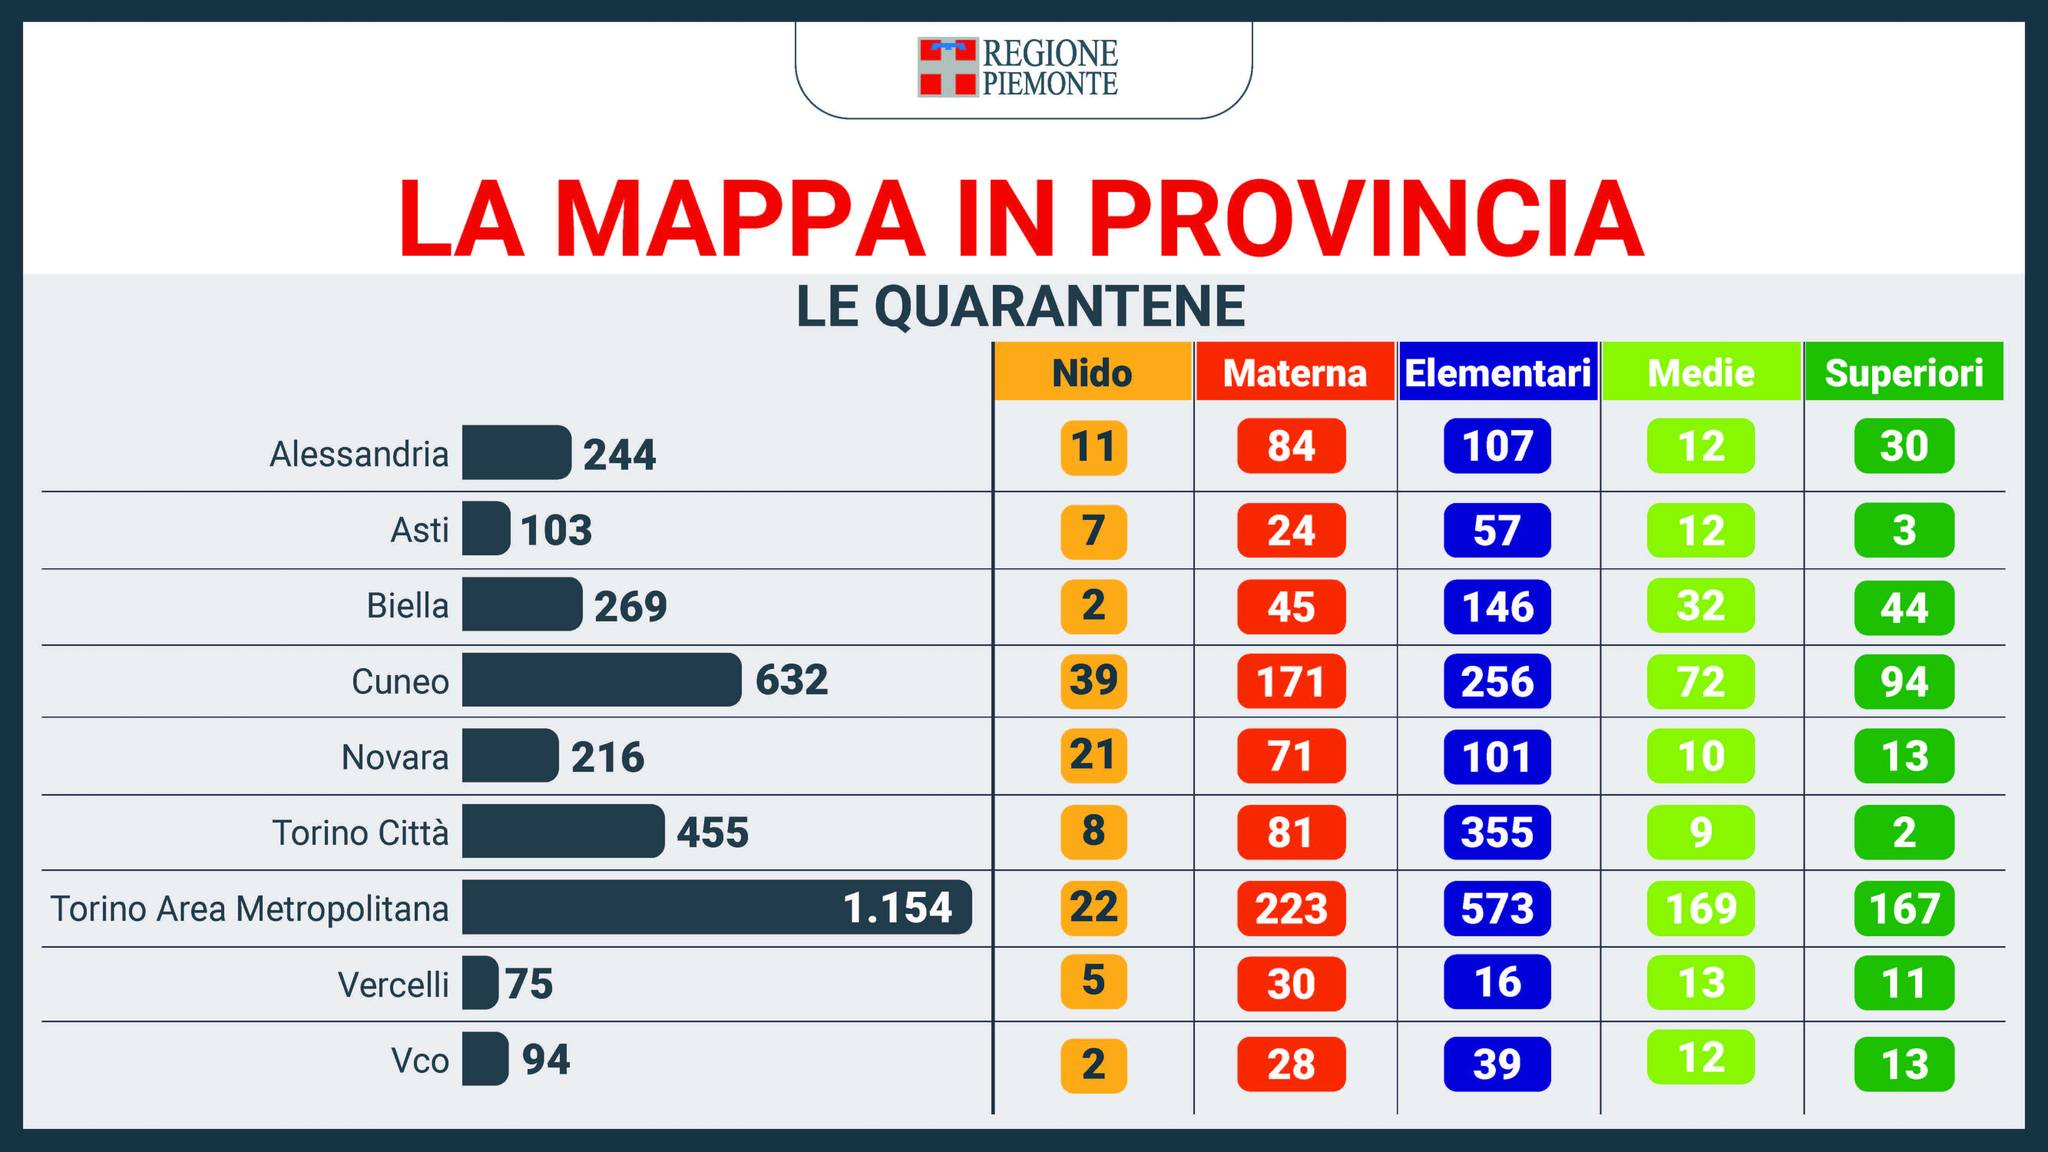 REGIONE
PIEMONTE
LA MAPPA IN PROVINCIA
LE QUARANTENE
Nido Materna Elementari Medie Superiori
Alessandria 244 11 84 107 12 30
Asti 103 7 24 57 12 3
Biella 269 2 45 146 32 44
Cuneo 632 39 171 256 72 94
Novara 216 21 71 101 10 13
Torino Città 455 8 81 355 9 2
Torino Area Metropolitana 1.154 22 223 573 169 167
Vercelli 75 5 30 16 13 11
Vco 94 2 28 39 12 13